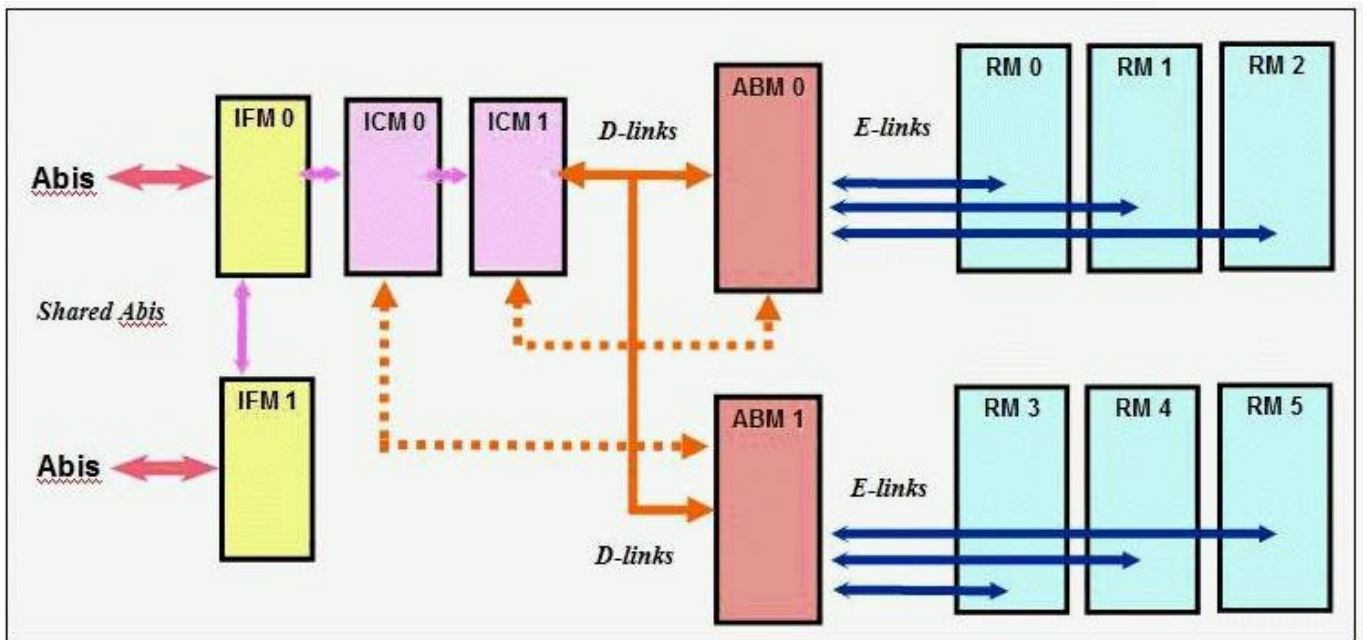 RM 0
RM 1
RM 2
ABM 0
IFM 0
ICM 0
ICM 1
D-links
E-links
Abis
Shared Abis
IFM 1
ABM 1
RM 3
RM 4
RM 5
Abis
E-links
D-links